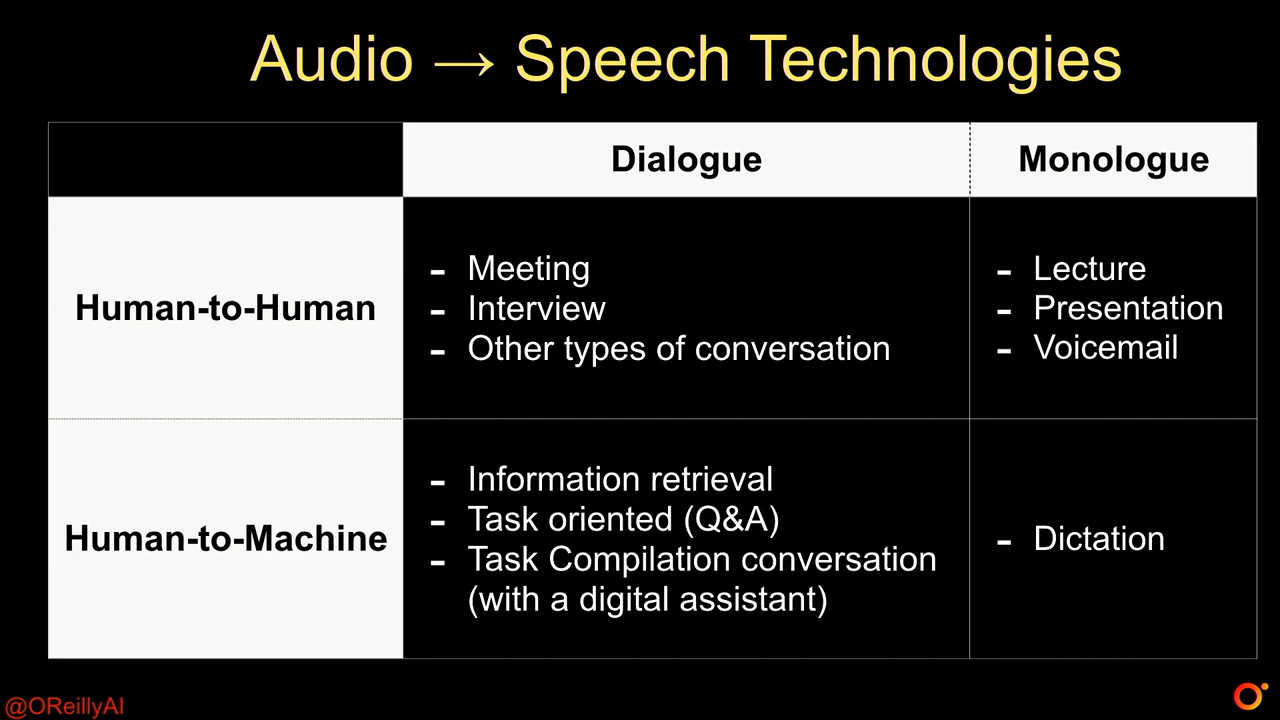 Audio → Speech Technologies
Dialogue
Monologue
Human-to-Human
- Meeting
- Interview
- Other types of conversation
- Lecture
- Presentation
- Voicemail
Human-to-Machine
- Information retrieval
- Task oriented (Q&A)
- Task Compilation conversation
(with a digital assistant)
- Dictation
@OReillyAI